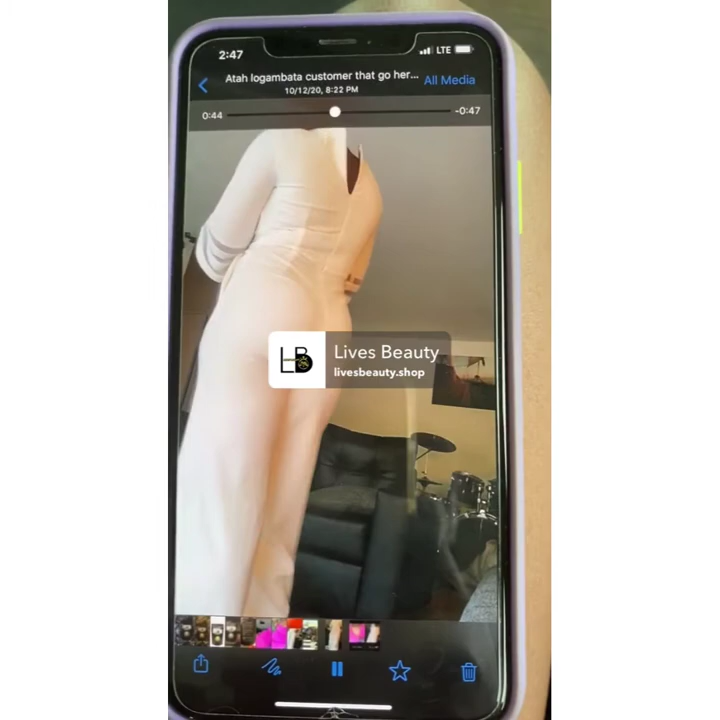 2:47
LTE
Atah logambata customer that go her...
All Media
10/12/20, 8:22 PM
0:44
-0:47
LB
Lives Beauty
livesbeauty.shop